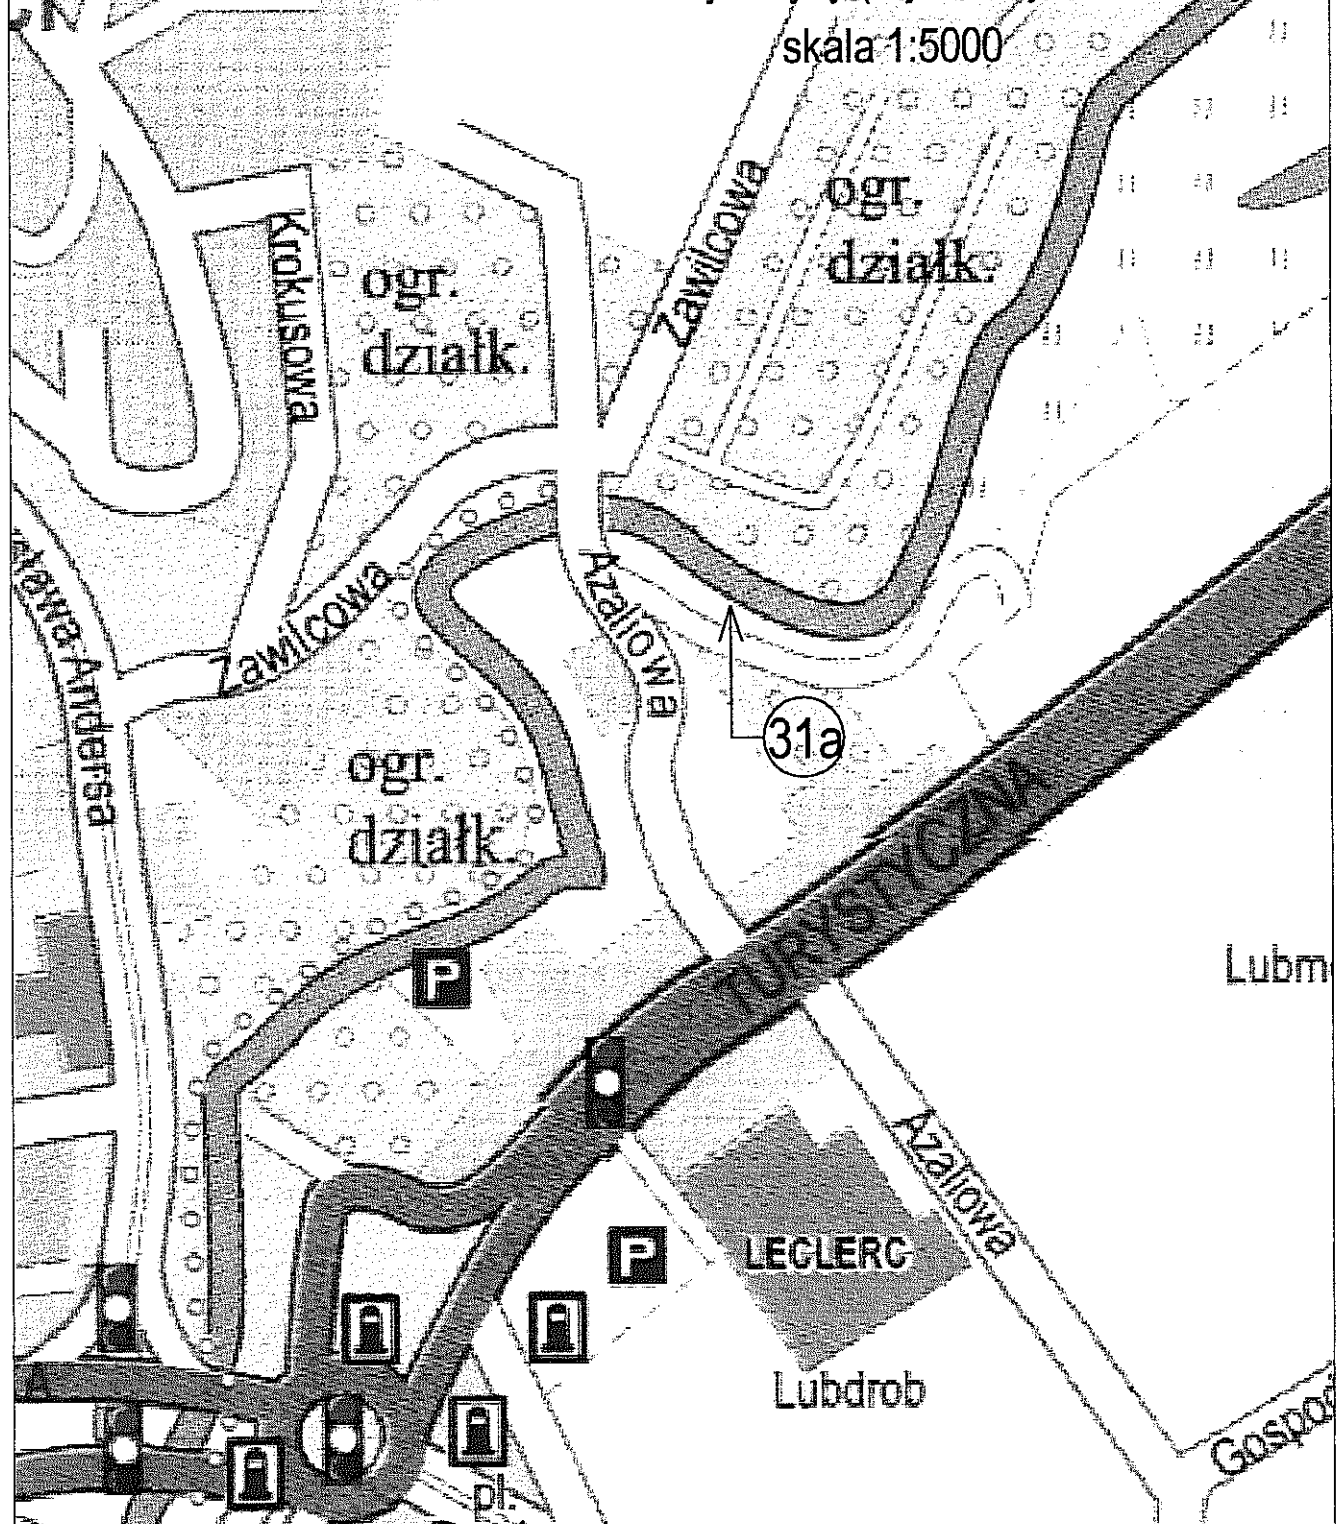 skala 1:5000
ogr.
działk.
Zawilcowa
Krokusowa
ogr.
działk.
Zawilcowa
Azaliowa
Andersa
31a
ogr.
działk.
TURYSTYCZNA
P
Azaliowa
P
LECLERC
Lubdrob
A
pl.